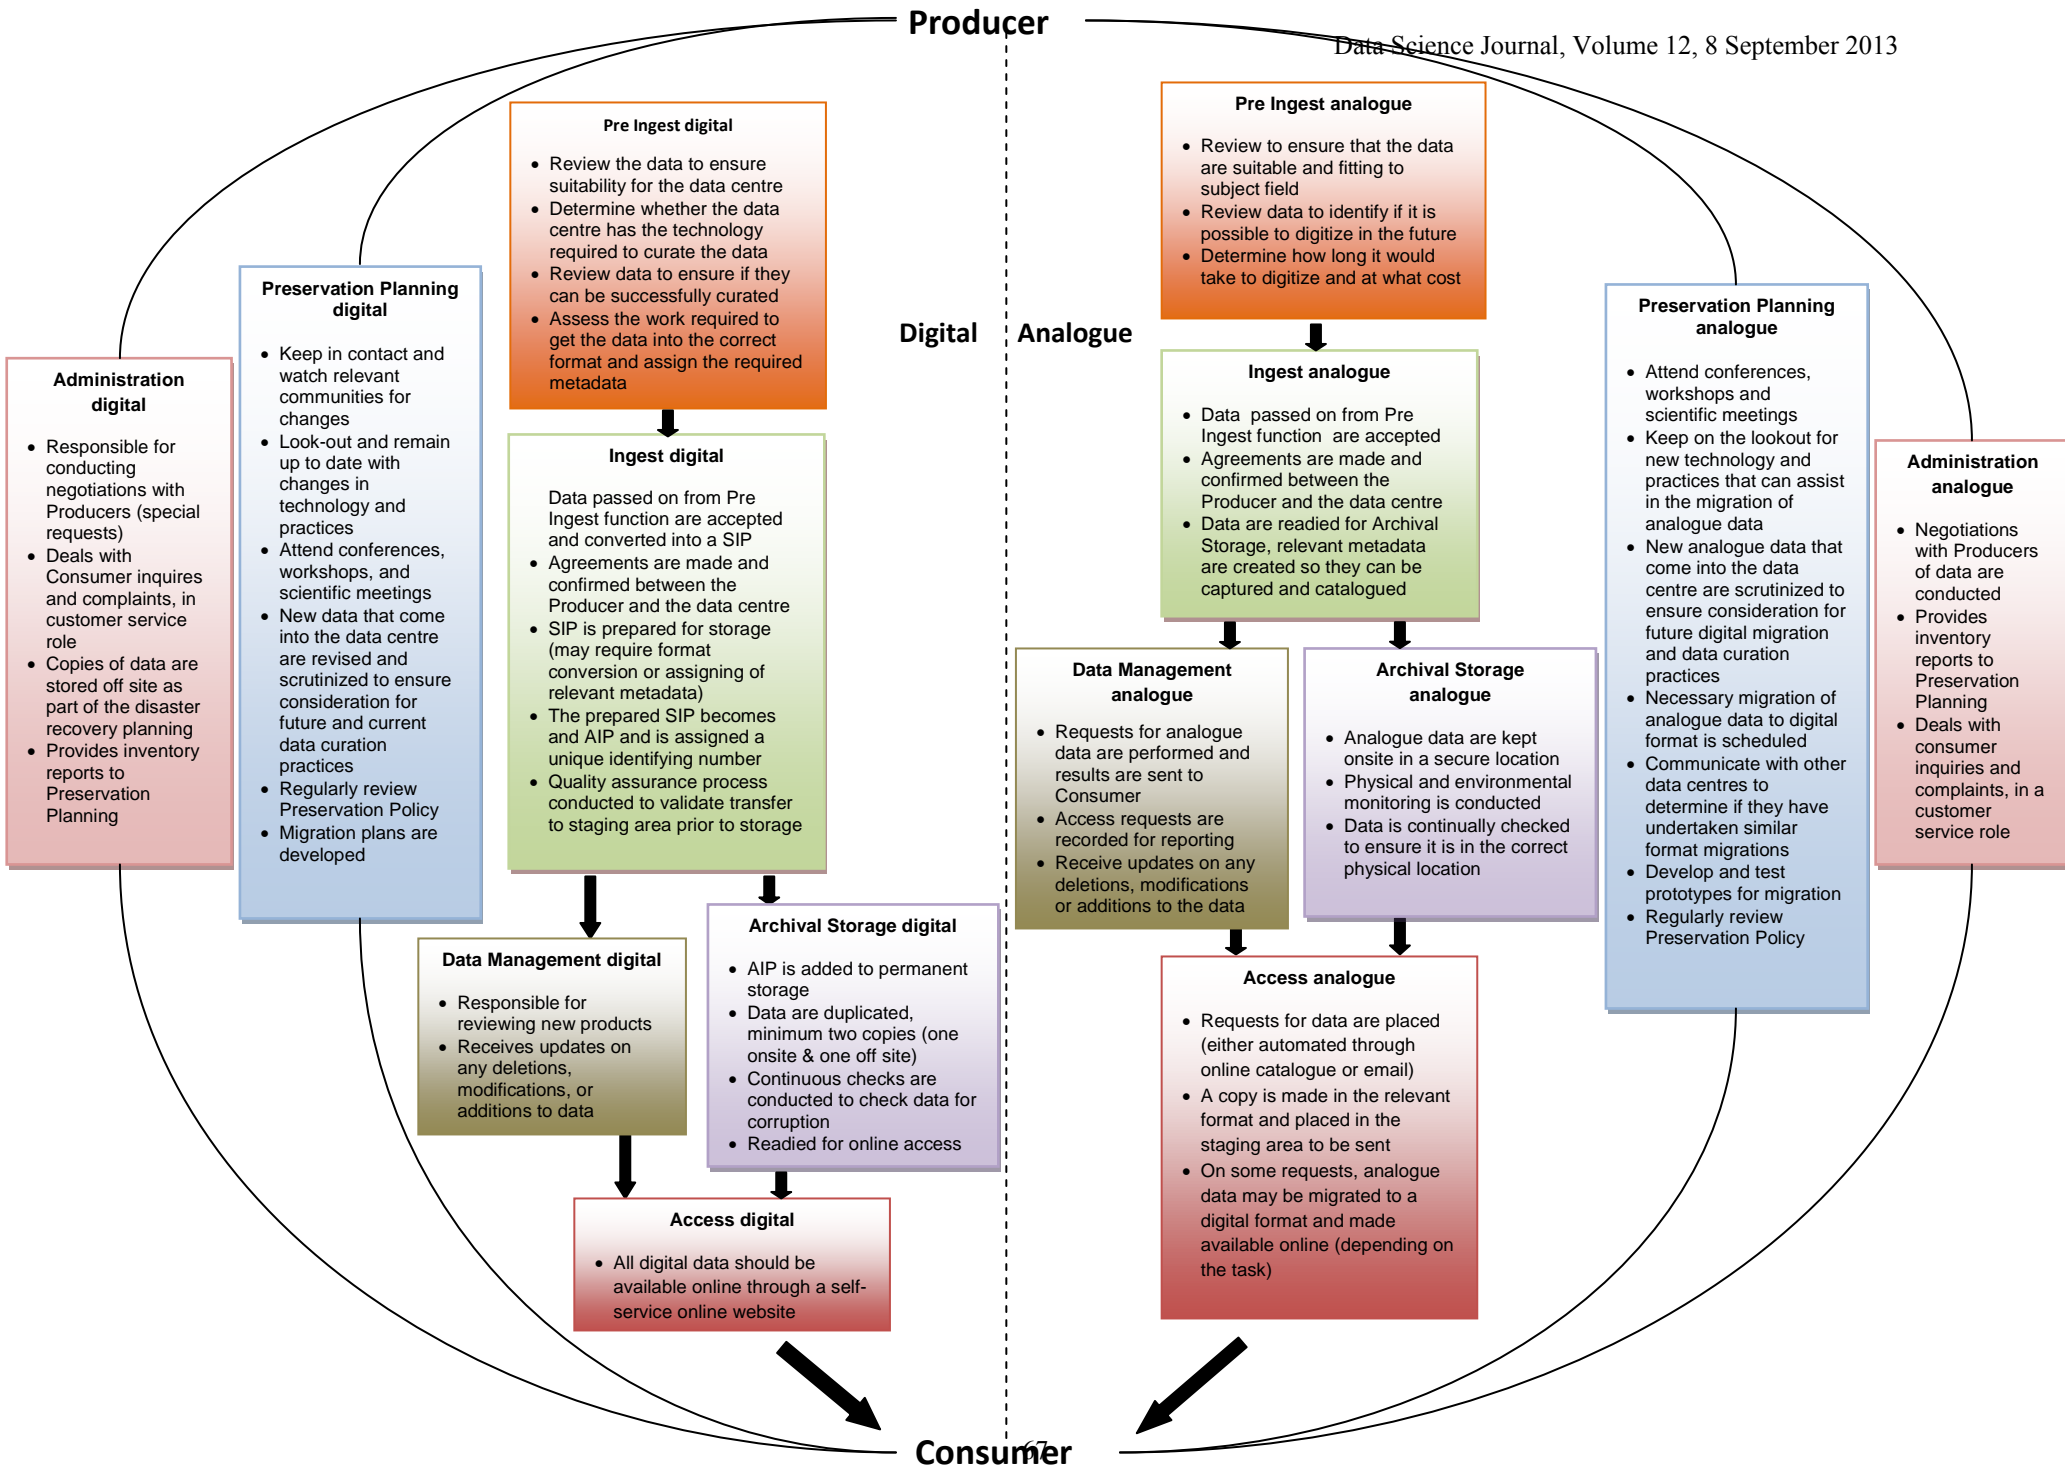 Producer
Data Science Journal, Volume 12, 8 September 2013
Pre Ingest digital
• Review the data to ensure
suitability for the data centre
• Determine whether the data
centre has the technology
required to curate the data
• Review data to ensure if they
can be successfully curated
• Assess the work required to
get the data into the correct
format and assign the required
metadata
Pre Ingest analogue
• Review to ensure that the data
are suitable and fitting to
subject field
• Review data to identify if it is
possible to digitize in the future
• Determine how long it would
take to digitize and at what cost
Digital
Analogue
Administration
digital
• Responsible for
conducting
negotiations with
Producers (special
requests)
• Deals with
Consumer inquires
and complaints, in
customer service
role
• Copies of data are
stored off site as
part of the disaster
recovery planning
• Provides inventory
reports to
Preservation
Planning
Preservation Planning
digital
• Keep in contact and
watch relevant
communities for
changes
• Look-out and remain
up to date with
changes in
technology and
practices
• Attend conferences,
workshops, and
scientific meetings
• New data that come
into the data centre
are revised and
scrutinized to ensure
consideration for
future and current
data curation
practices
• Regularly review
Preservation Policy
• Migration plans are
developed
Ingest digital
Data passed on from Pre
Ingest function are accepted
and converted into a SIP
• Agreements are made and
confirmed between the
Producer and the data centre
• SIP is prepared for storage
(may require format
conversion or assigning of
relevant metadata)
• The prepared SIP becomes
and AIP and is assigned a
unique identifying number
• Quality assurance process
conducted to validate transfer
to staging area prior to storage
Data Management digital
• Responsible for
reviewing new products
• Receives updates on
any deletions,
modifications, or
additions to data
Archival Storage digital
• AIP is added to permanent
storage
• Data are duplicated,
minimum two copies (one
onsite & one off site)
• Continuous checks are
conducted to check data for
corruption
• Readied for online access
Access digital
• All digital data should be
available online through a self-
service online website
Ingest analogue
• Data passed on from Pre
Ingest function are accepted
• Agreements are made and
confirmed between the
Producer and the data centre
• Data are readied for Archival
Storage, relevant metadata
are created so they can be
captured and catalogued
Data Management
analogue
• Requests for analogue
data are performed and
results are sent to
Consumer
• Access requests are
recorded for reporting
• Receive updates on any
deletions, modifications
or additions to the data
Archival Storage
analogue
• Analogue data are kept
onsite in a secure location
• Physical and environmental
monitoring is conducted
• Data is continually checked
to ensure it is in the correct
physical location
Access analogue
• Requests for data are placed
(either automated through
online catalogue or email)
• A copy is made in the relevant
format and placed in the
staging area to be sent
• On some requests, analogue
data may be migrated to a
digital format and made
available online (depending on
the task)
Preservation Planning
analogue
• Attend conferences,
workshops and
scientific meetings
• Keep on the lookout for
new technology and
practices that can assist
in the migration of
analogue data
• New analogue data that
come into the data
centre are scrutinized to
ensure consideration for
future digital migration
and data curation
practices
• Necessary migration of
analogue data to digital
format is scheduled
• Communicate with other
data centres to
determine if they have
undertaken similar
format migrations
• Develop and test
prototypes for migration
• Regularly review
Preservation Policy
Administration
analogue
• Negotiations
with Producers
of data are
conducted
• Provides
inventory
reports to
Preservation
Planning
• Deals with
consumer
inquiries and
complaints, in a
customer
service role
Consumer
67